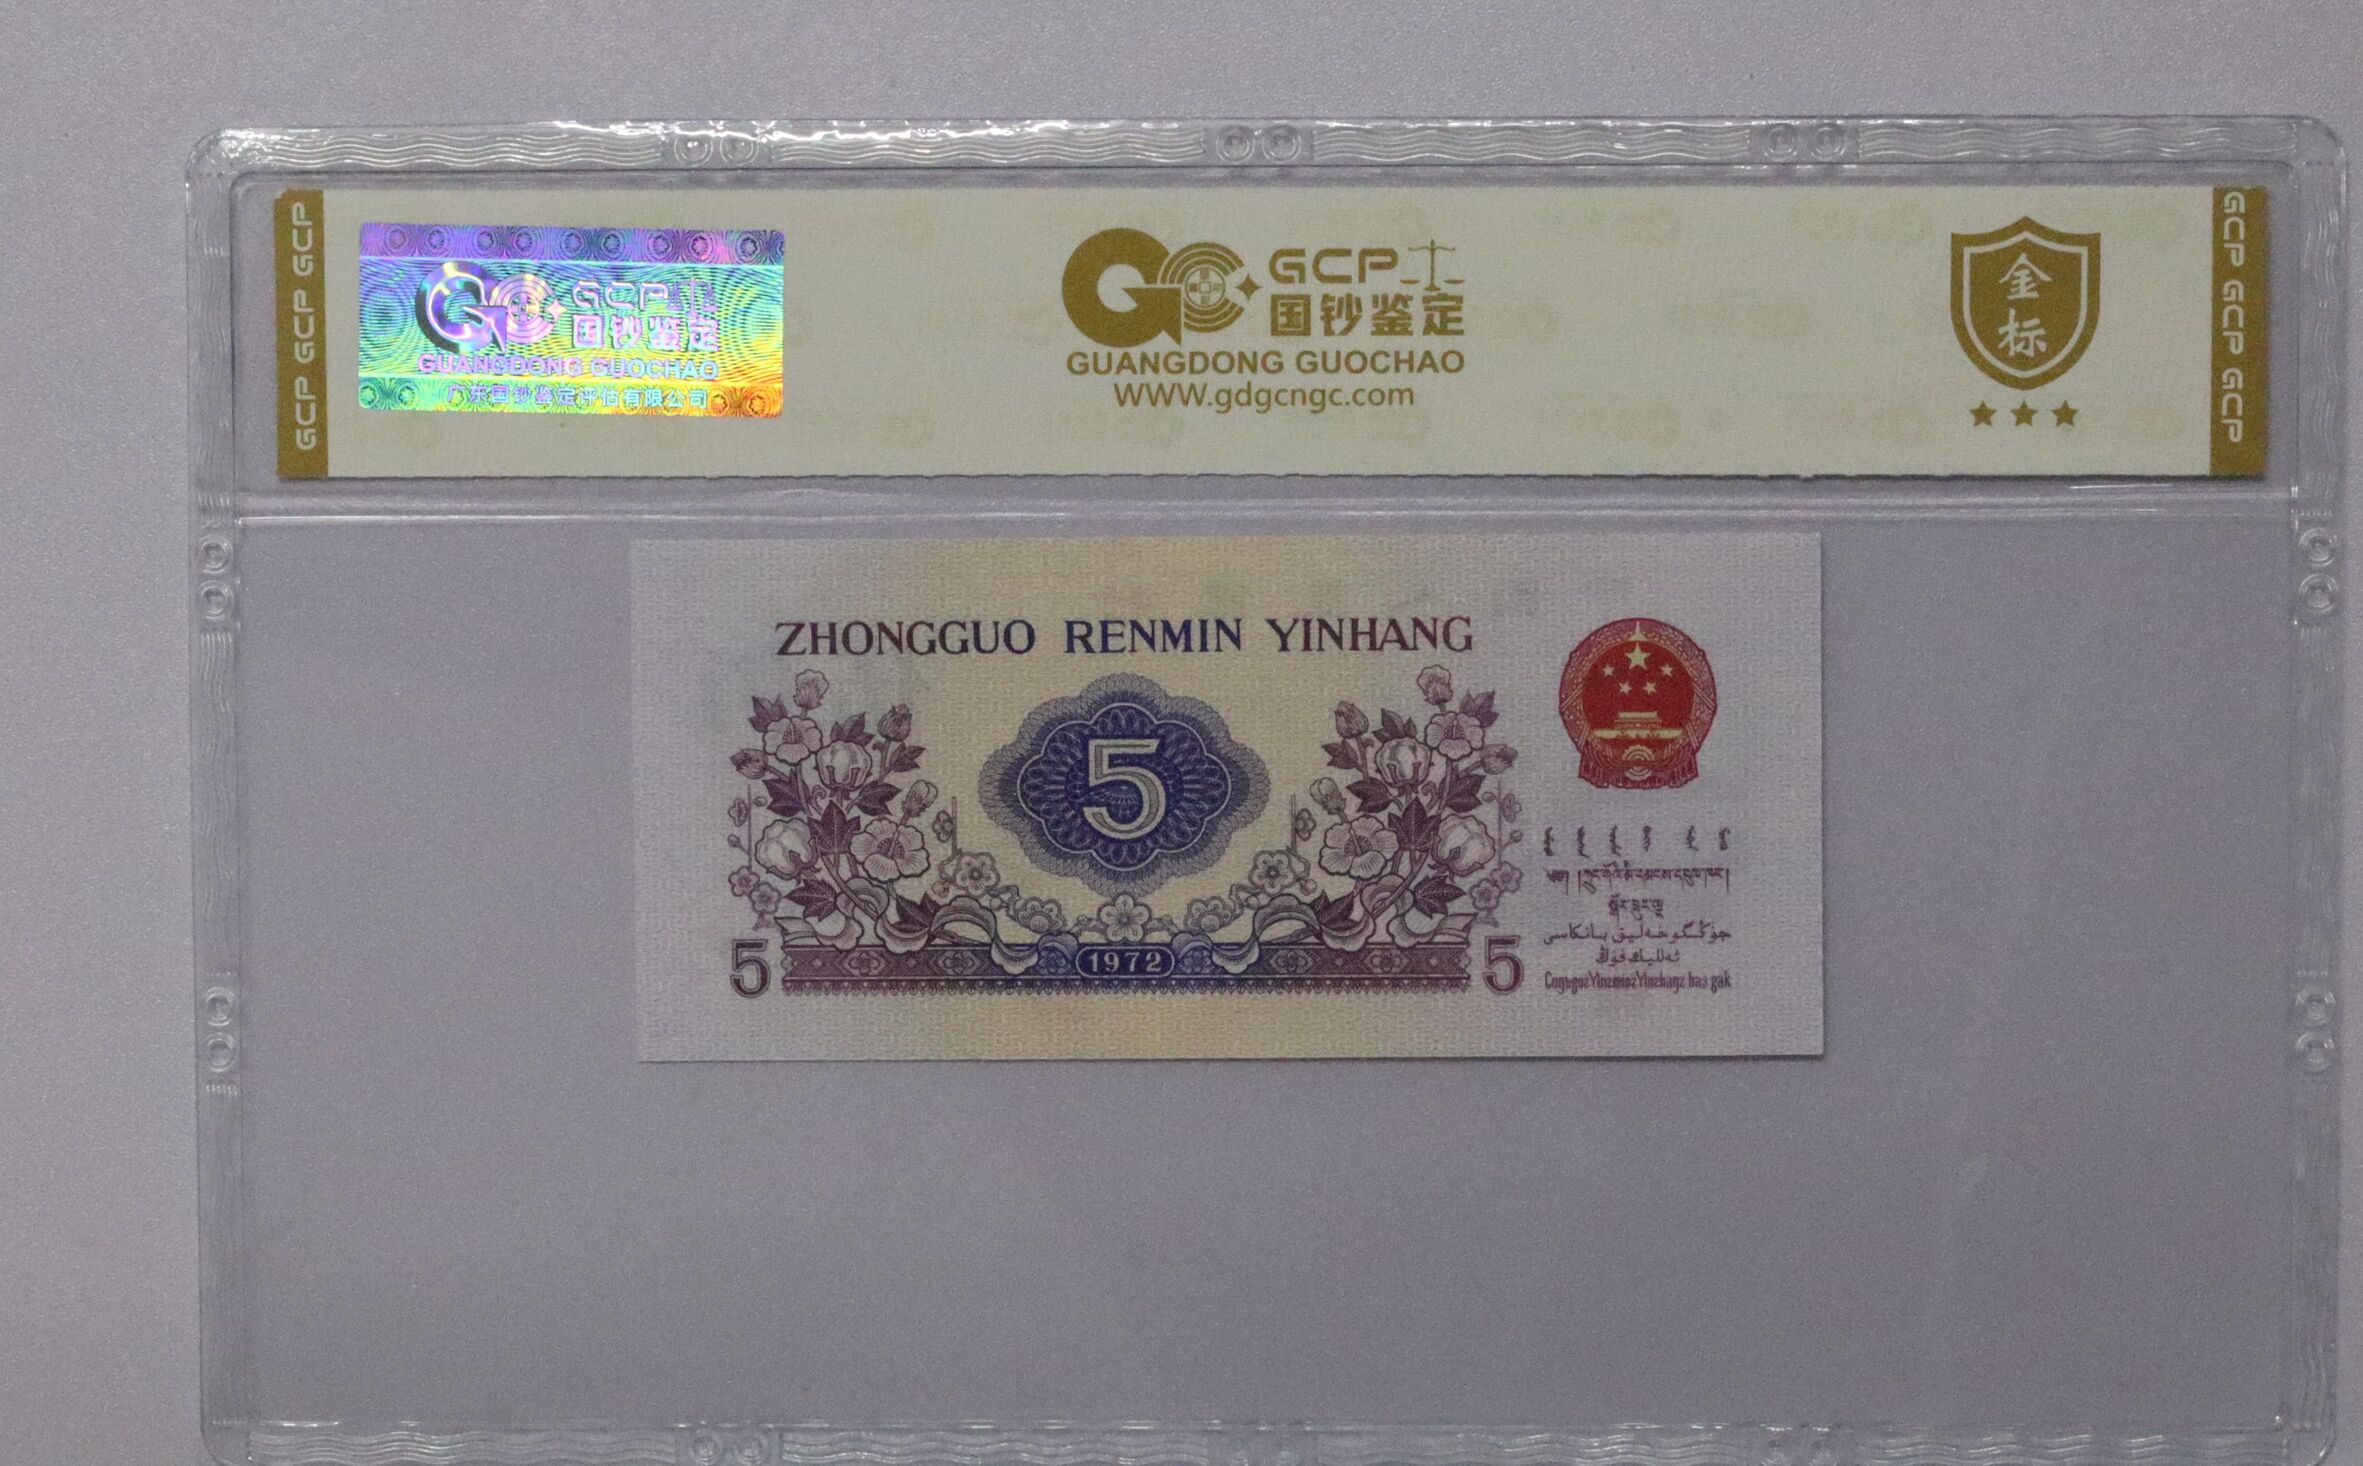 GCP GCP GCP
GCP
国钞鉴定
GUANGDONG GUOCHAO
广东国钞鉴定评估有限公司
GCP
国钞鉴定
GUANGDONG GUOCHAO
WWW.gdgcngc.com
金
标
GCP GCP GCP
ZHONGGUO RENMIN YINHANG
5
5
1972
5